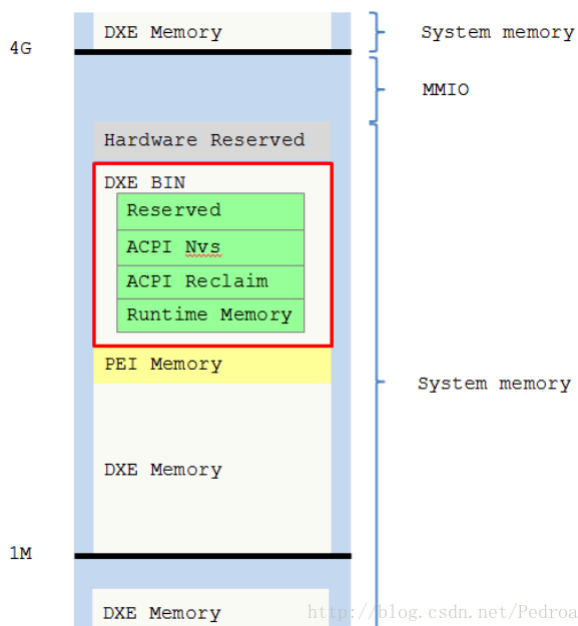 DXE Memory
System memory
4G
MMIO
Hardware Reserved
DXE BIN
Reserved
ACPI Nvs
ACPI Reclaim
Runtime Memory
PEI Memory
System memory
DXE Memory
1M
DXE Memory
http://blog.csdn.net/Pedroa